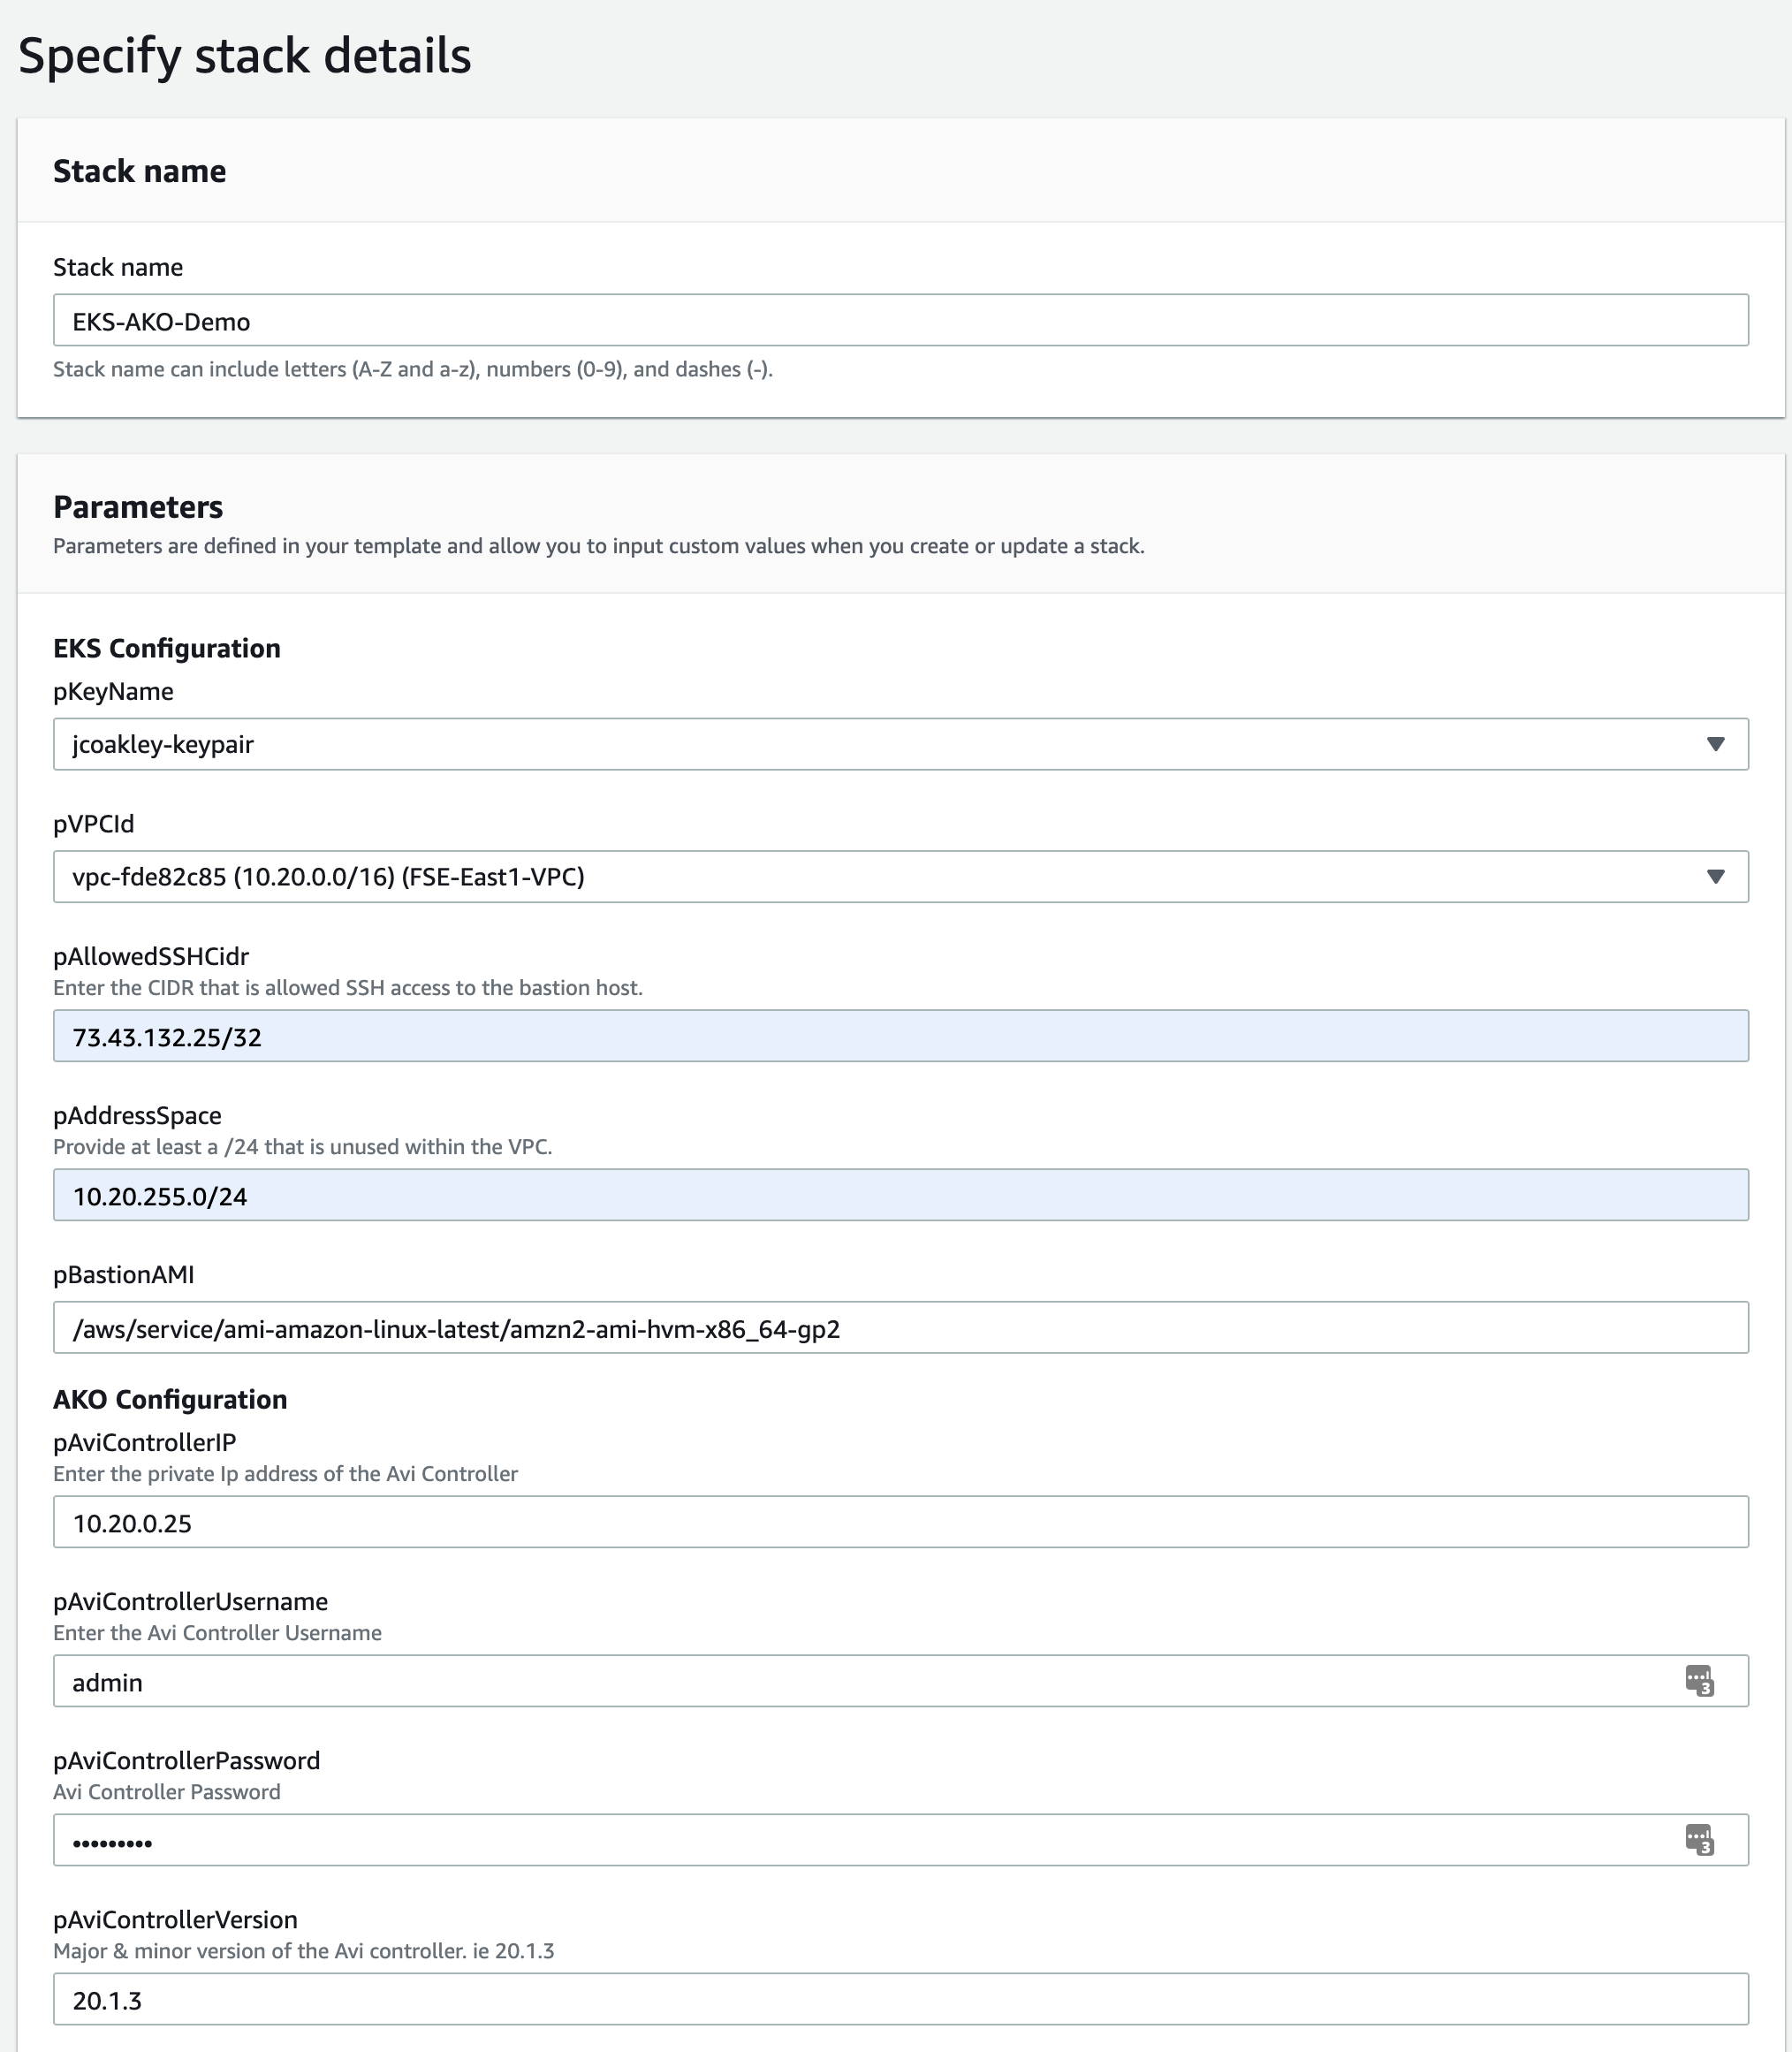 Specify stack details
Stack name
Stack name
EKS-AKO-Demo
Stack name can include letters (A-Z and a-z), numbers (0-9), and dashes (-).
Parameters
Parameters are defined in your template and allow you to input custom values when you create or update a stack.
EKS Configuration
pKeyName
jcoakley-keypair
pVPCId
vpc-fde82c85 (10.20.0.0/16) (FSE-East1-VPC)
pAllowedSSHCidr
Enter the CIDR that is allowed SSH access to the bastion host.
73.43.132.25/32
pAddressSpace
Provide at least a /24 that is unused within the VPC.
10.20.255.0/24
pBastionAMI
/aws/service/ami-amazon-linux-latest/amzn2-ami-hvm-x86_64-gp2
AKO Configuration
pAviControllerIP
Enter the private Ip address of the Avi Controller
10.20.0.25
pAviControllerUsername
Enter the Avi Controller Username
admin
3
pAviControllerPassword
Avi Controller Password
•••••••••
3
pAviControllerVersion
Major & minor version of the Avi controller. ie 20.1.3
20.1.3